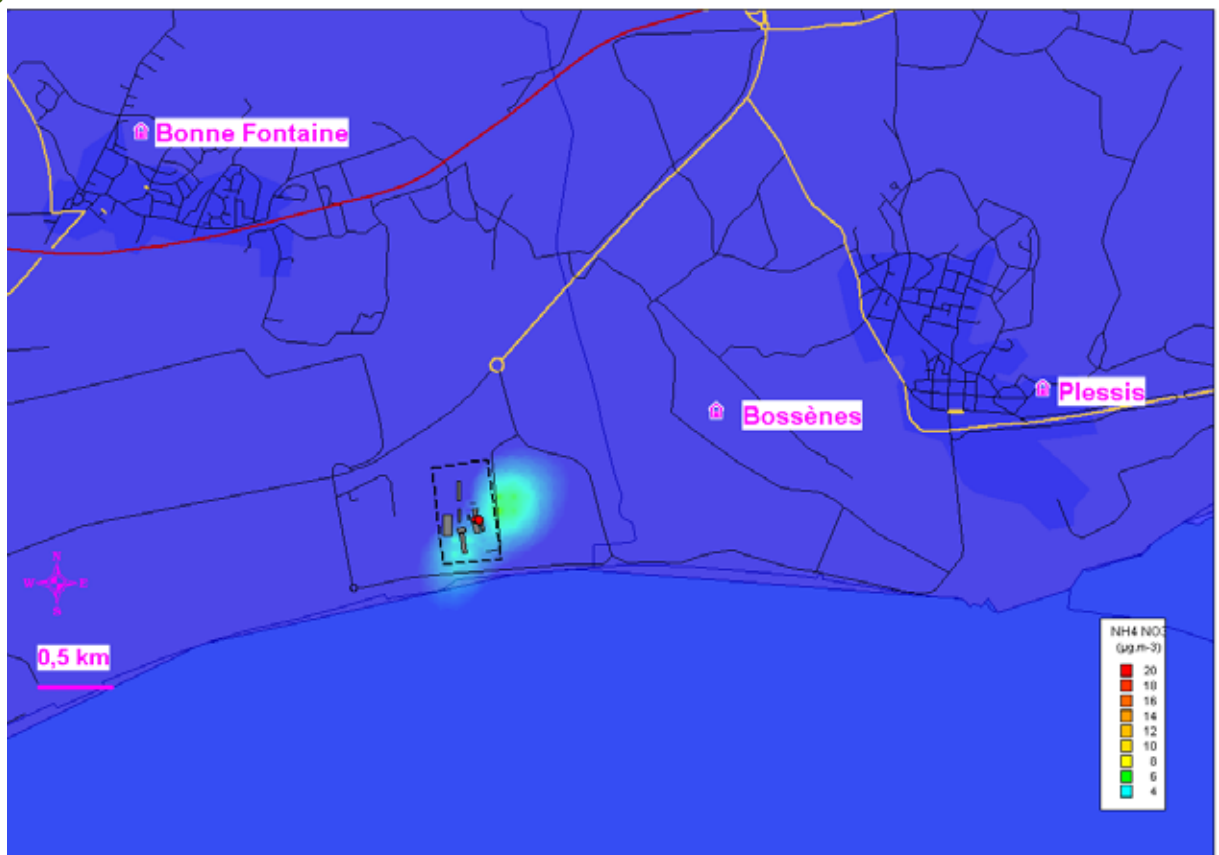 Bonne Fontaine
Plessis
Bossènes
N
W E
S
0,5 km
NH4 NO3
(µg.m-3)
20
18
16
14
12
10
8
6
4